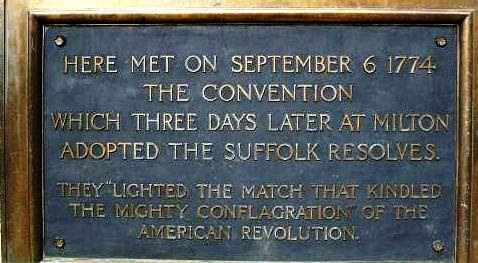 HERE MET ON SEPTEMBER 6 1774
THE CONVENTION
WHICH THREE DAYS LATER AT MILTON
ADOPTED THE SUFFOLK RESOLVES.
THEY "LIGHTED THE MATCH THAT KINDLED
THE MIGHTY CONFLAGRATION" OF THE
AMERICAN REVOLUTION.